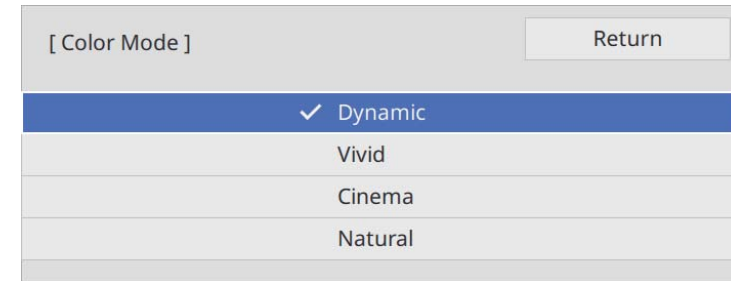 [ Color Mode ]
Return
✓ Dynamic
Vivid
Cinema
Natural